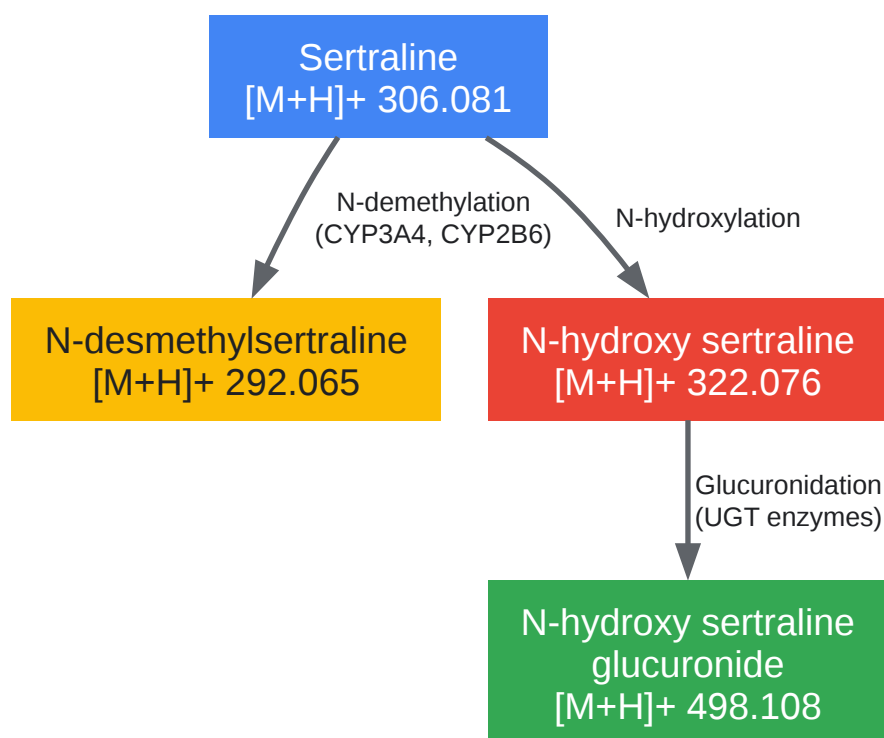 Sertraline
[M+H]+ 306.081
N-demethylation
(CYP3A4, CYP2B6)
N-hydroxylation
N-desmethylsertraline
[M+H]+ 292.065
N-hydroxy sertraline
[M+H]+ 322.076
Glucuronidation
(UGT enzymes)
N-hydroxy sertraline
glucuronide
[M+H]+ 498.108